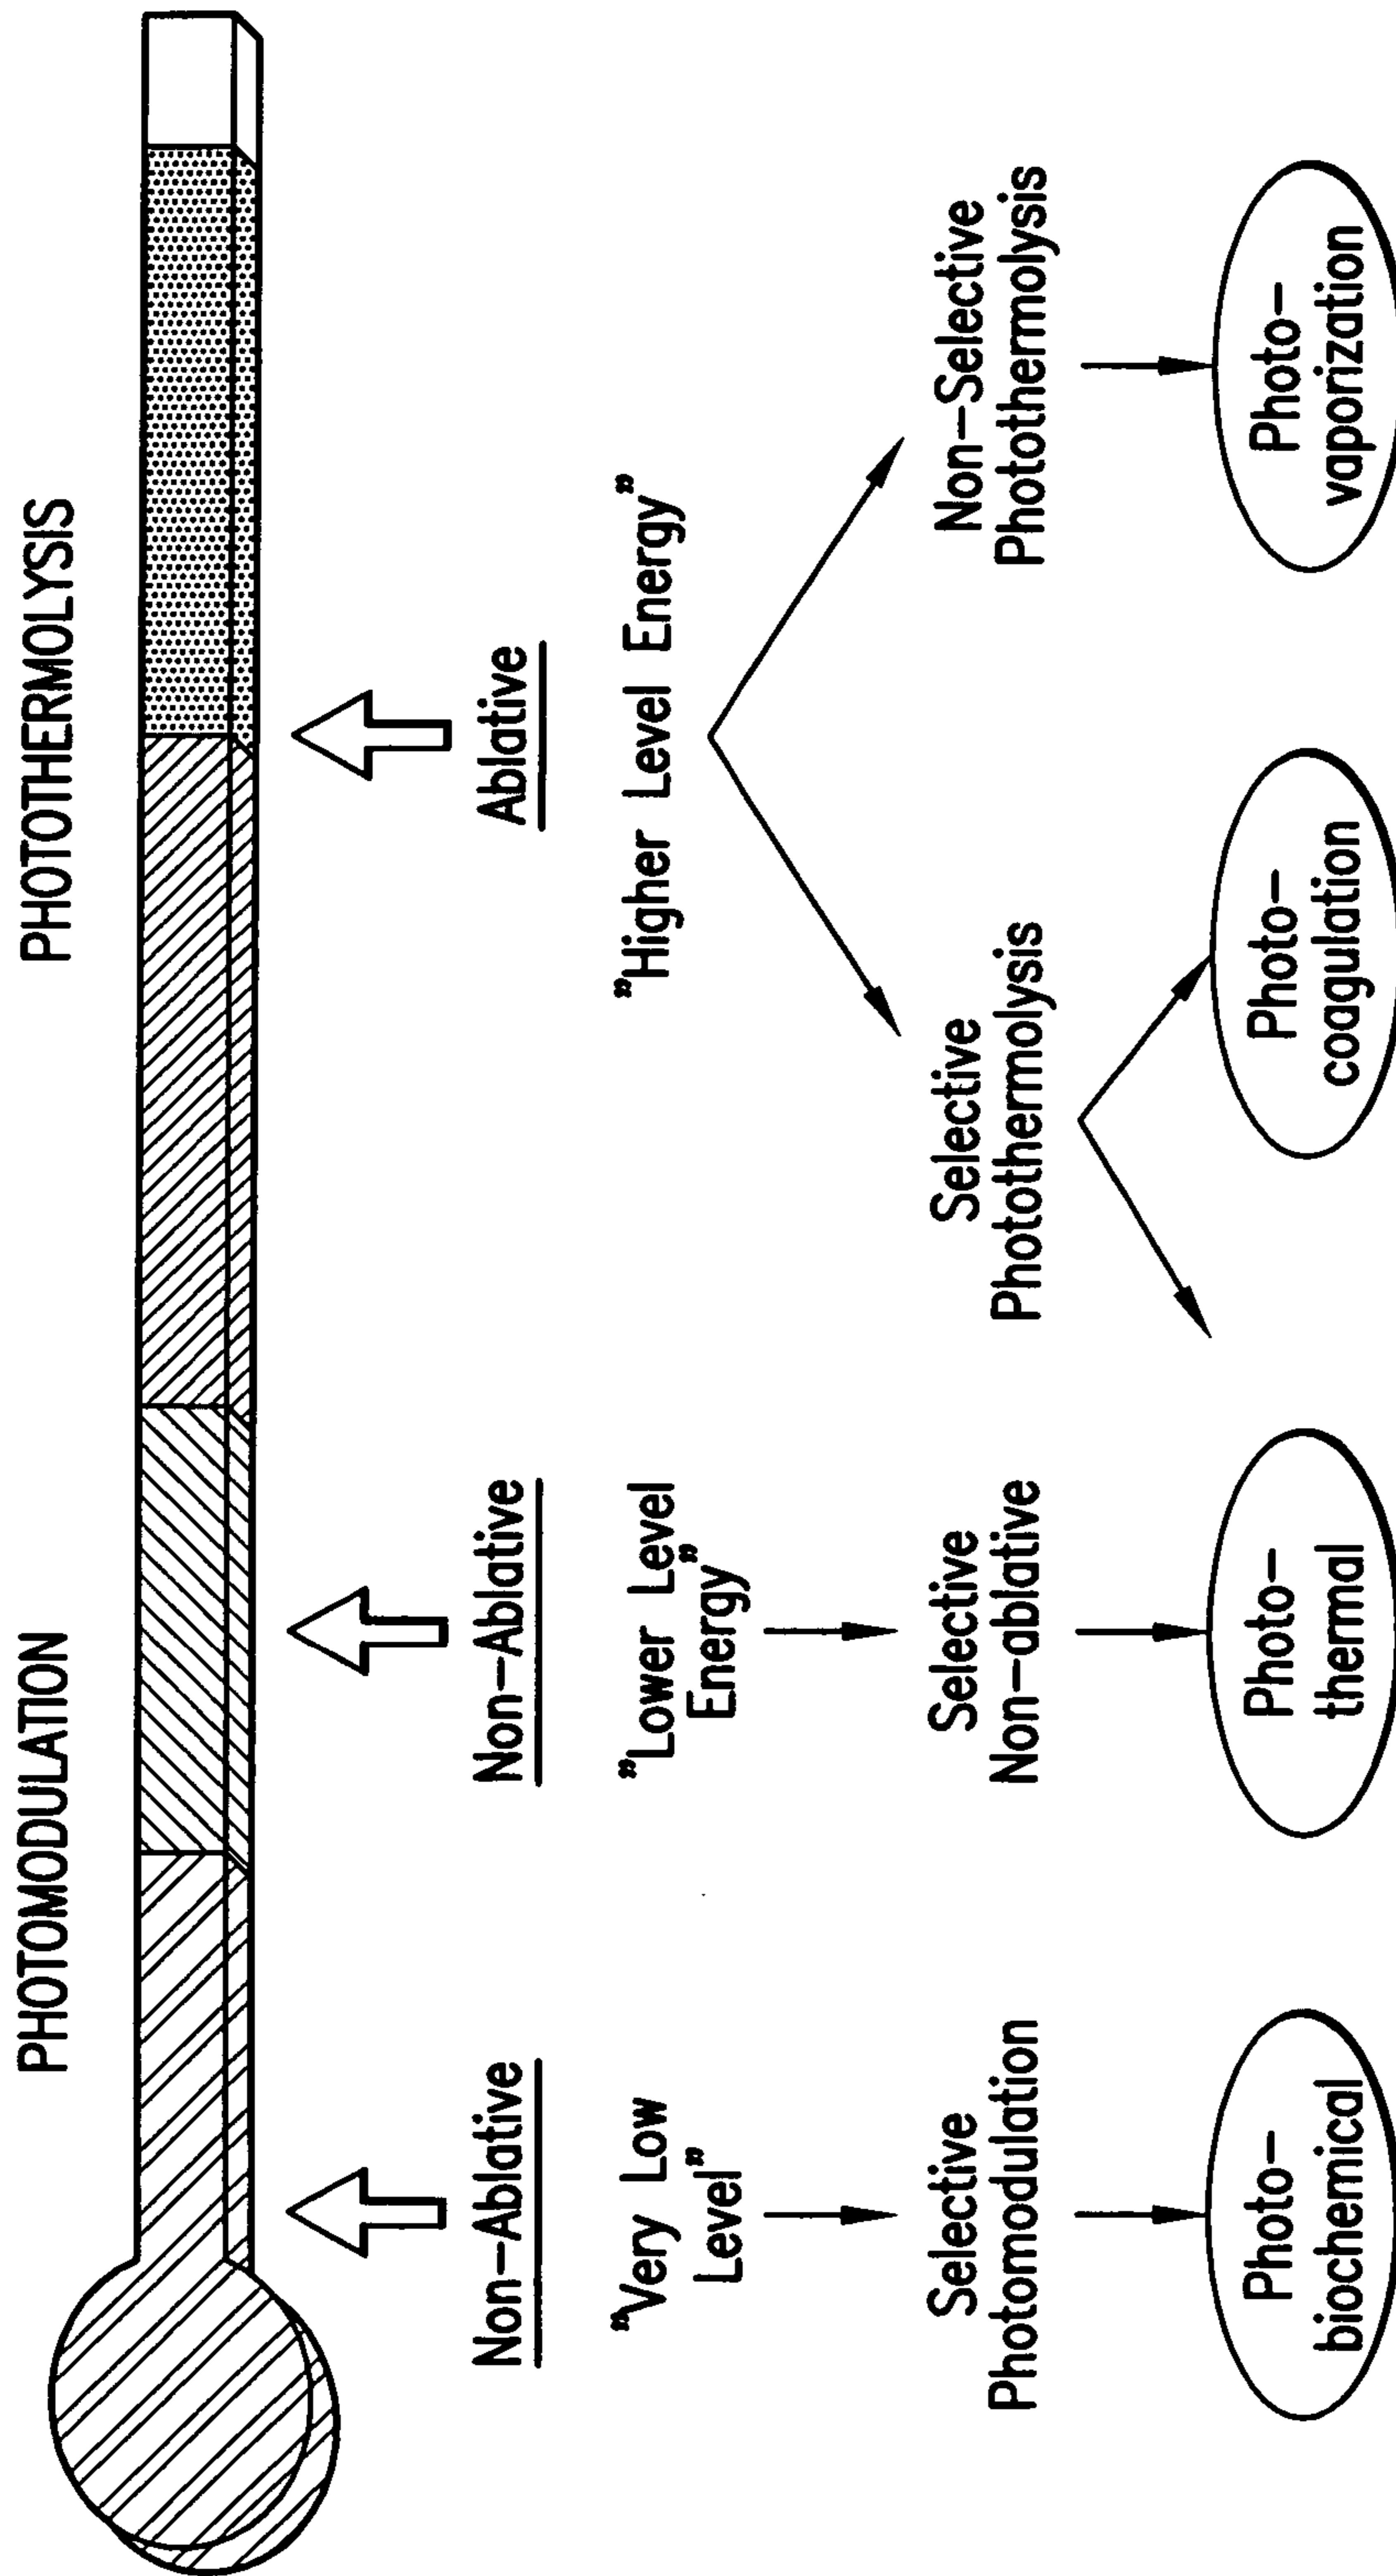 PHOTOMODULATION
PHOTOTHERMOLYSIS
Non-Ablative
Non-Ablative
Ablative
"Very Low
Level"
"Lower Level
Energy"
"Higher Level Energy"
Selective
Photomodulation
Selective
Non-ablative
Selective
Photothermolysis
Non-Selective
Photothermolysis
Photo-
biochemical
Photo-
thermal
Photo-
coagulation
Photo-
vaporization